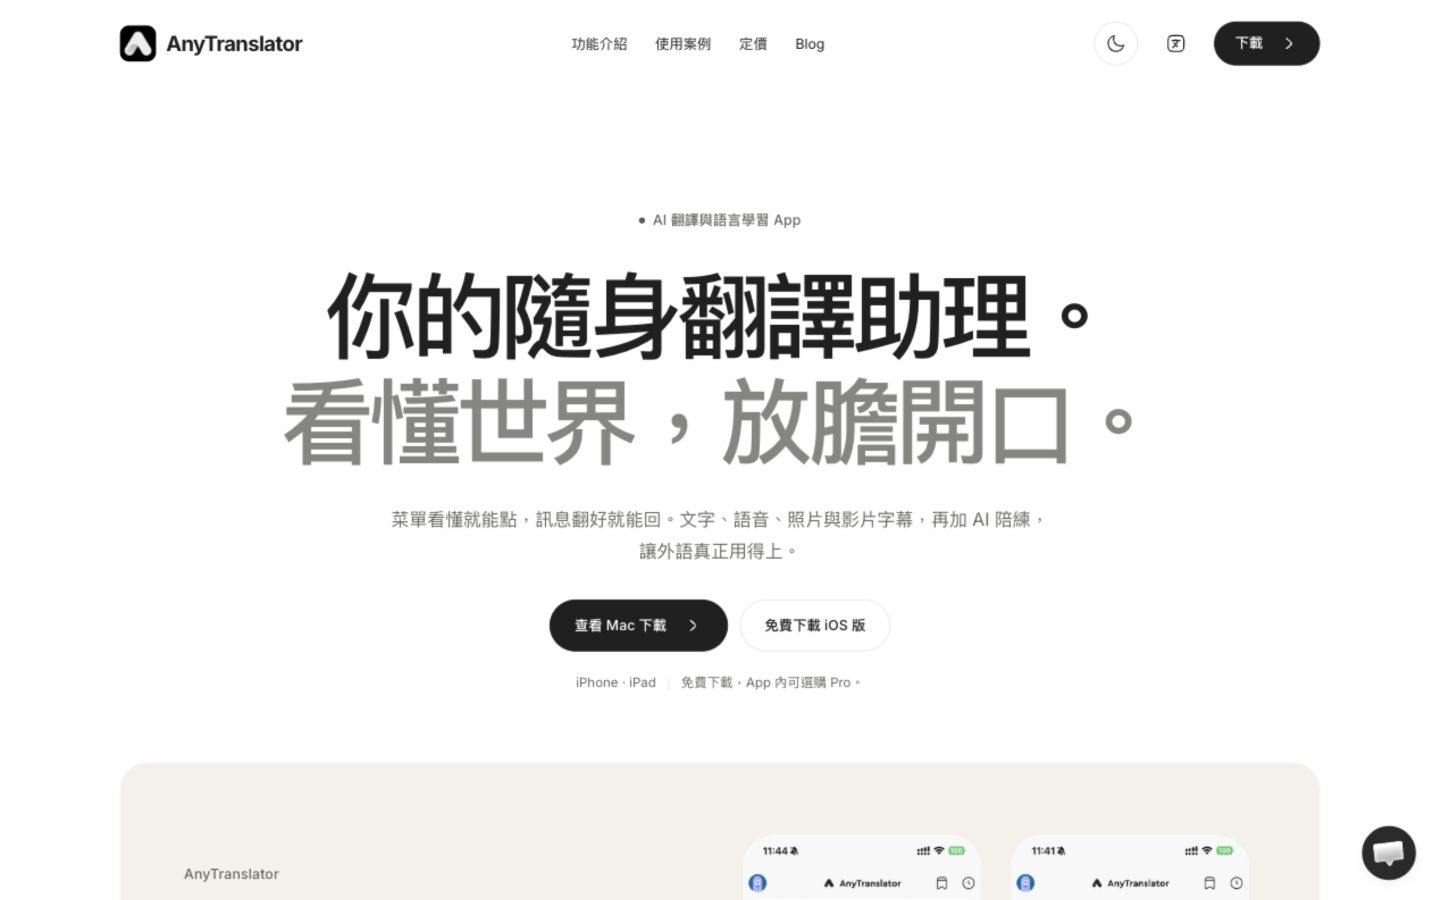 AnyTranslator
功能介紹 使用案例 定價 Blog
下載
AI 翻譯與語言學習 App
你的隨身翻譯助理。
看懂世界，放膽開口。
菜單看懂就能點，訊息翻好就能回。文字、語音、照片與影片字幕，再加 AI 陪練，
讓外語真正用得上。
查看 Mac 下載
免費下載 iOS 版
iPhone · iPad
免費下載，App 內可選購 Pro。
AnyTranslator
11:44
100
AnyTranslator
11:41
100
AnyTranslator